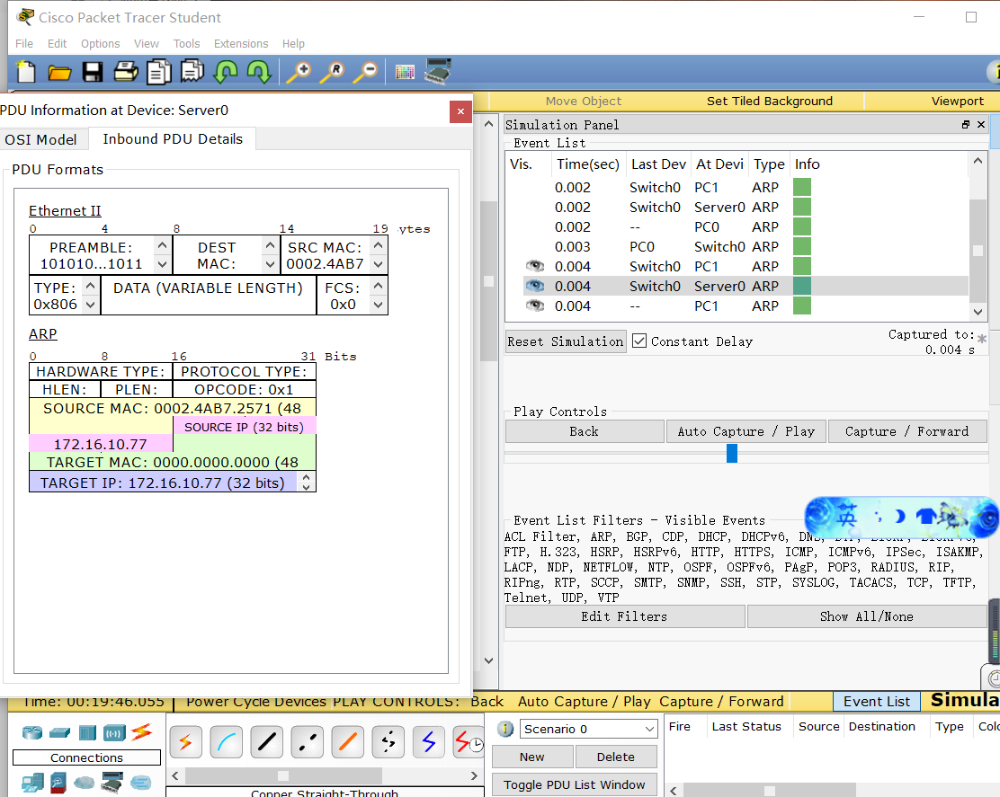 Cisco Packet Tracer Student
File Edit Options View Tools Extensions Help
Move Object Set Tiled Background Viewport
PDU Information at Device: Server0
OSI Model Inbound PDU Details
PDU Formats
Ethernet II
0 4 8 14 19 ytes
PREAMBLE: DEST SRC MAC:
101010...1011 MAC: 0002.4AB7
TYPE: DATA (VARIABLE LENGTH) FCS:
0x806 0x0
ARP
0 8 16 31 Bits
HARDWARE TYPE: PROTOCOL TYPE:
HLEN: PLEN: OPCODE: 0x1
SOURCE MAC: 0002.4AB7.2571 (48
SOURCE IP (32 bits)
172.16.10.77
TARGET MAC: 0000.0000.0000 (48
TARGET IP: 172.16.10.77 (32 bits)
Simulation Panel
Event List
Vis. Time(sec) Last Dev At Devi Type Info
0.002 Switch0 PC1 ARP
0.002 Switch0 Server0 ARP
0.002 -- PC0 ARP
0.003 PC0 Switch0 ARP
0.004 Switch0 PC1 ARP
0.004 Switch0 Server0 ARP
0.004 -- PC1 ARP
Reset Simulation Constant Delay Captured to: *
0.004 s
Play Controls
Back Auto Capture / Play Capture / Forward
英
Event List Filters - Visible Events
ACL Filter, ARP, BGP, CDP, DHCP, DHCPv6,
FTP, H.323, HSRP, HSRPv6, HTTP, HTTPS, ICMP, ICMPv6, IPSec, ISAKMP,
LACP, NDP, NETFLOW, NTP, OSPF, OSPFv6, PAgP, POP3, RADIUS, RIP,
RIPng, RTP, SCCP, SMTP, SNMP, SSH, STP, SYSLOG, TACACS, TCP, TFTP,
Telnet, UDP, VTP
Edit Filters Show All/None
Time: 00:19:46.055 Power Cycle Devices PLAY CONTROLS: Back Auto Capture / Play Capture / Forward Event List Simula
Connections
Copper Straight-Through
Scenario 0
New Delete
Toggle PDU List Window
Fire Last Status Source Destination Type Colo